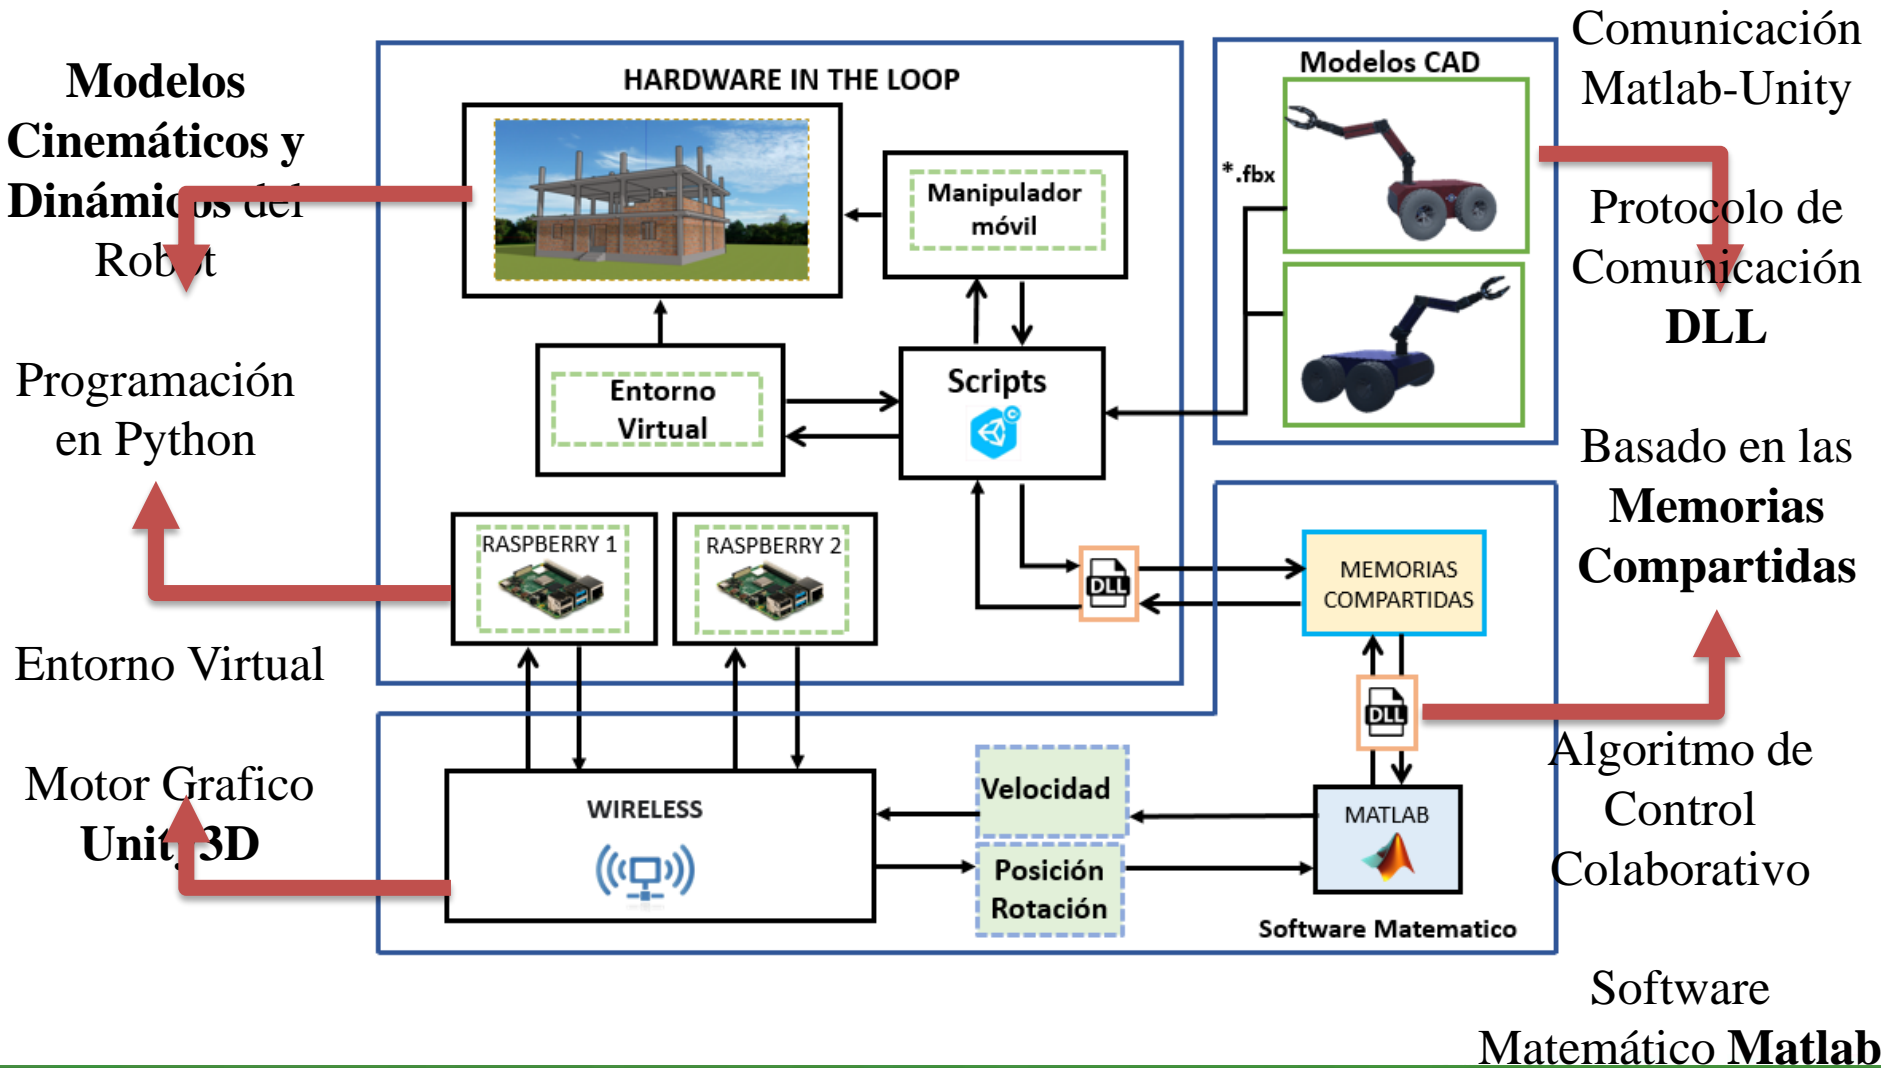 Modelos
Cinemáticos y
Dinámicos del
Robot
Programación
en Python
Entorno Virtual
Motor Grafico
Unity3D
HARDWARE IN THE LOOP
Manipulador
móvil
Entorno
Virtual
Scripts
C
RASPBERRY 1
RASPBERRY 2
DLL
Modelos CAD
*.fbx
MEMORIAS
COMPARTIDAS
DLL
WIRELESS
Velocidad
Posición
Rotación
MATLAB
Software Matematico
Comunicación
Matlab-Unity
Protocolo de
Comunicación
DLL
Basado en las
Memorias
Compartidas
Algoritmo de
Control
Colaborativo
Software
Matemático Matlab